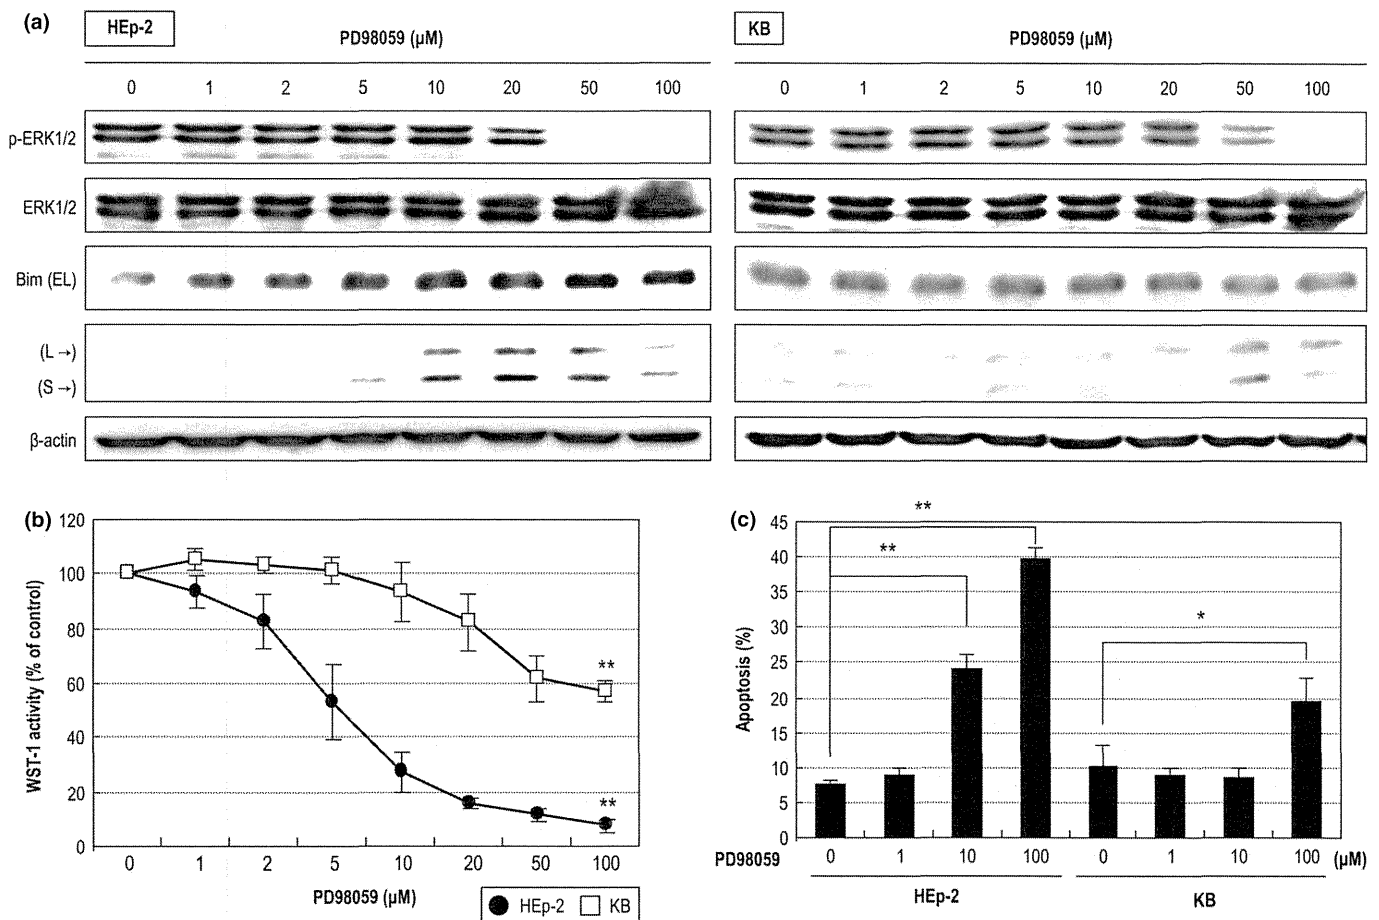 (a) HEp-2 PD98059 (µM) KB PD98059 (µM)
0 1 2 5 10 20 50 100 0 1 2 5 10 20 50 100
p-ERK1/2
ERK1/2
Bim (EL)
(L →)
(S →)
β-actin
(b)
WST-1 activity (% of control)
120
100
80
60
40
20
0
**
**
0 1 2 5 10 20 50 100
PD98059 (µM)
HEp-2 KB
(c)
Apoptosis (%)
45
40
35
30
25
20
15
10
5
0
**
**
*
PD98059 0 1 10 100 0 1 10 100 (µM)
HEp-2 KB